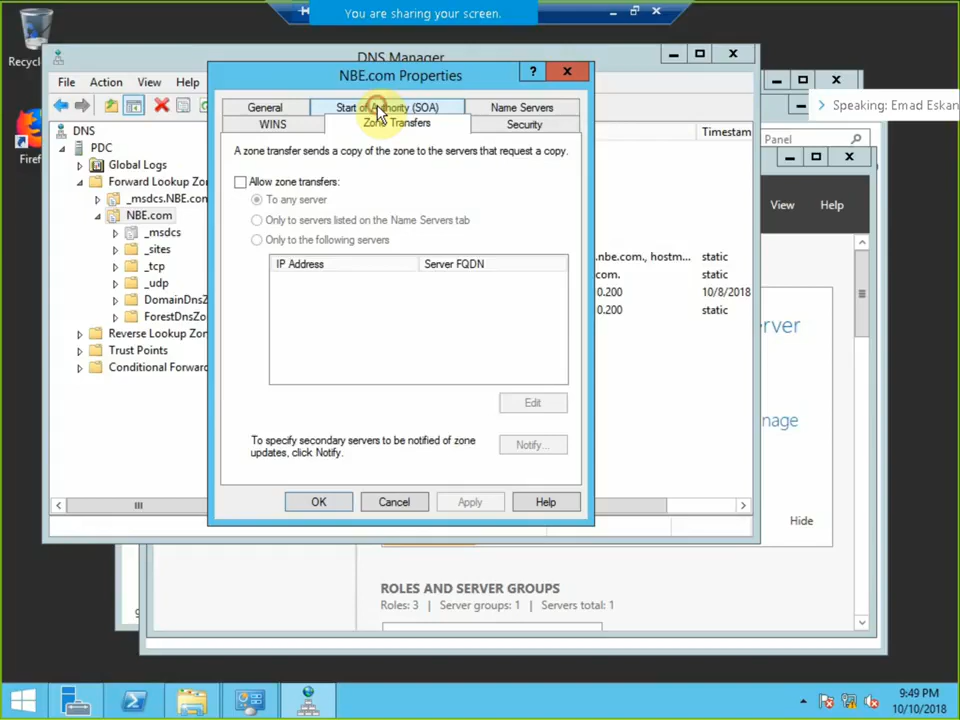 You are sharing your screen.
Recycl
Firef
DNS Manager
File Action View Help
DNS
PDC
Global Logs
Forward Lookup Zon
_msdcs.NBE.con
NBE.com
_msdcs
_sites
_tcp
_udp
DomainDnsZ
ForestDnsZo
Reverse Lookup Zon
Trust Points
Conditional Forward
NBE.com Properties
General Start of Authority (SOA) Name Servers
WINS Zone Transfers Security
A zone transfer sends a copy of the zone to the servers that request a copy.
Allow zone transfers:
To any server
Only to servers listed on the Name Servers tab
Only to the following servers
IP Address Server FQDN
Edit
To specify secondary servers to be notified of zone
updates, click Notify.
Notify...
OK Cancel Apply Help
Timestam
.nbe.com., hostm... static
com. static
0.200 10/8/2018
0.200 static
Speaking: Emad Eskan
Panel
View Help
erver
nage
Hide
ROLES AND SERVER GROUPS
Roles: 3 | Server groups: 1 | Servers total: 1
9:49 PM
10/10/2018